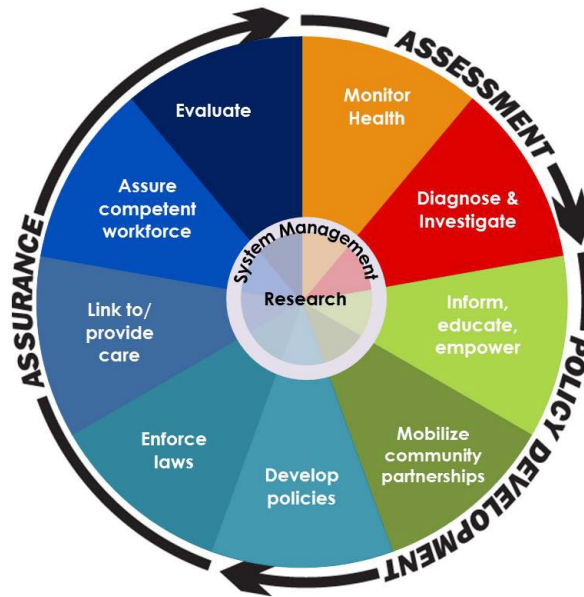 ASSESSMENT
Monitor
Health
Diagnose &
Investigate
POLICY DEVELOPMENT
Inform,
educate,
empower
Mobilize
community
partnerships
Develop
policies
ASSURANCE
Enforce
laws
Link to/
provide
care
Assure
competent
workforce
Evaluate
System Management
Research